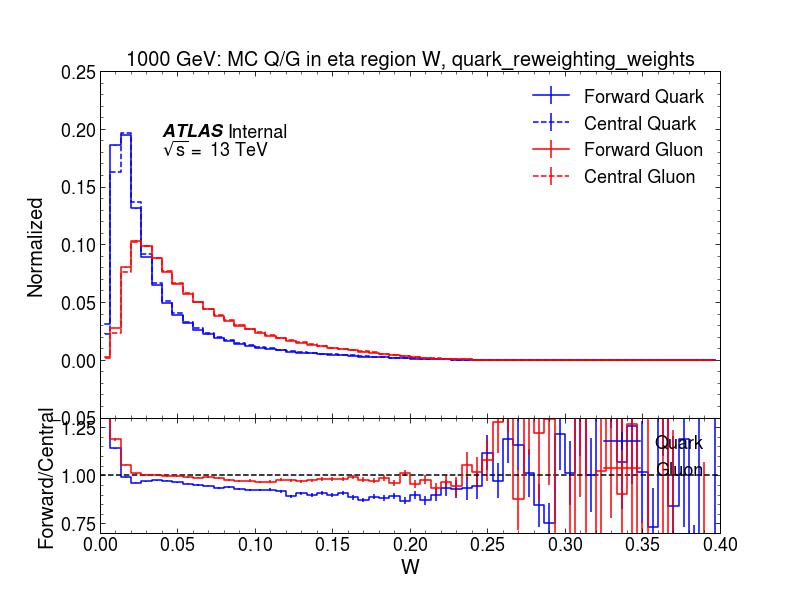 1000 GeV: MC Q/G in eta region W, quark_reweighting_weights
0.25
0.20
0.15
0.10
0.05
0.00
0.05
Normalized
ATLAS Internal
√s = 13 TeV
Forward Quark
Central Quark
Forward Gluon
Central Gluon
1.25
1.00
0.75
Forward/Central
Quark
Gluon
0.00 0.05 0.10 0.15 0.20 0.25 0.30 0.35 0.40
W